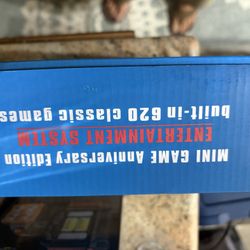 MINI GAME Anniversary Edition
ENTERTAINMENT SYSTEM
built-in 620 classic games